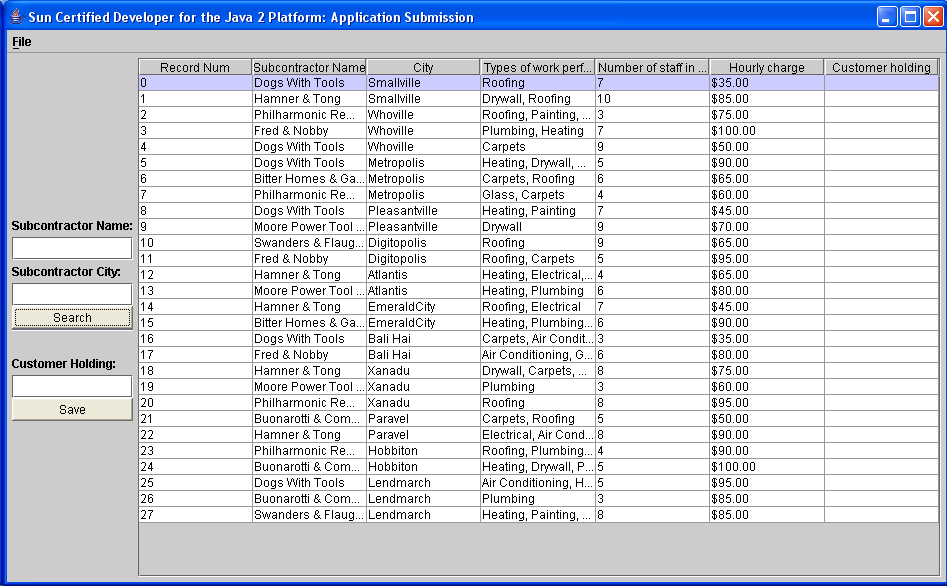 Sun Certified Developer for the Java 2 Platform: Application Submission
File
Record Num Subcontractor Name City Types of work perf... Number of staff in ... Hourly charge Customer holding
0 Dogs With Tools Smallville Roofing 7 $35.00
1 Hamner & Tong Smallville Drywall, Roofing 10 $85.00
2 Philharmonic Re... Whoville Roofing, Painting, ... 3 $75.00
3 Fred & Nobby Whoville Plumbing, Heating 7 $100.00
4 Dogs With Tools Whoville Carpets 9 $50.00
5 Dogs With Tools Metropolis Heating, Drywall, ... 5 $90.00
6 Bitter Homes & Ga... Metropolis Carpets, Roofing 6 $65.00
7 Philharmonic Re... Metropolis Glass, Carpets 4 $60.00
8 Dogs With Tools Pleasantville Heating, Painting 7 $45.00
9 Moore Power Tool ... Pleasantville Drywall 9 $70.00
10 Swanders & Flaug... Digitopolis Roofing 9 $65.00
11 Fred & Nobby Digitopolis Roofing, Carpets 5 $95.00
12 Hamner & Tong Atlantis Heating, Electrical,... 4 $65.00
13 Moore Power Tool ... Atlantis Heating, Plumbing 6 $80.00
14 Hamner & Tong EmeraldCity Roofing, Electrical 7 $45.00
15 Bitter Homes & Ga... EmeraldCity Heating, Plumbing... 6 $90.00
16 Dogs With Tools Bali Hai Carpets, Air Condit... 3 $35.00
17 Fred & Nobby Bali Hai Air Conditioning, G... 6 $80.00
18 Hamner & Tong Xanadu Drywall, Carpets, ... 8 $75.00
19 Moore Power Tool ... Xanadu Plumbing 3 $60.00
20 Philharmonic Re... Xanadu Roofing 8 $95.00
21 Buonarotti & Com... Paravel Carpets, Roofing 5 $50.00
22 Hamner & Tong Paravel Electrical, Air Cond... 8 $90.00
23 Philharmonic Re... Hobbiton Roofing, Plumbing... 4 $90.00
24 Buonarotti & Com... Hobbiton Heating, Drywall, P... 5 $100.00
25 Dogs With Tools Lendmarch Air Conditioning, H... 5 $95.00
26 Buonarotti & Com... Lendmarch Plumbing 3 $85.00
27 Swanders & Flaug... Lendmarch Heating, Painting, ... 8 $85.00
Subcontractor Name:
Subcontractor City:
Search
Customer Holding:
Save